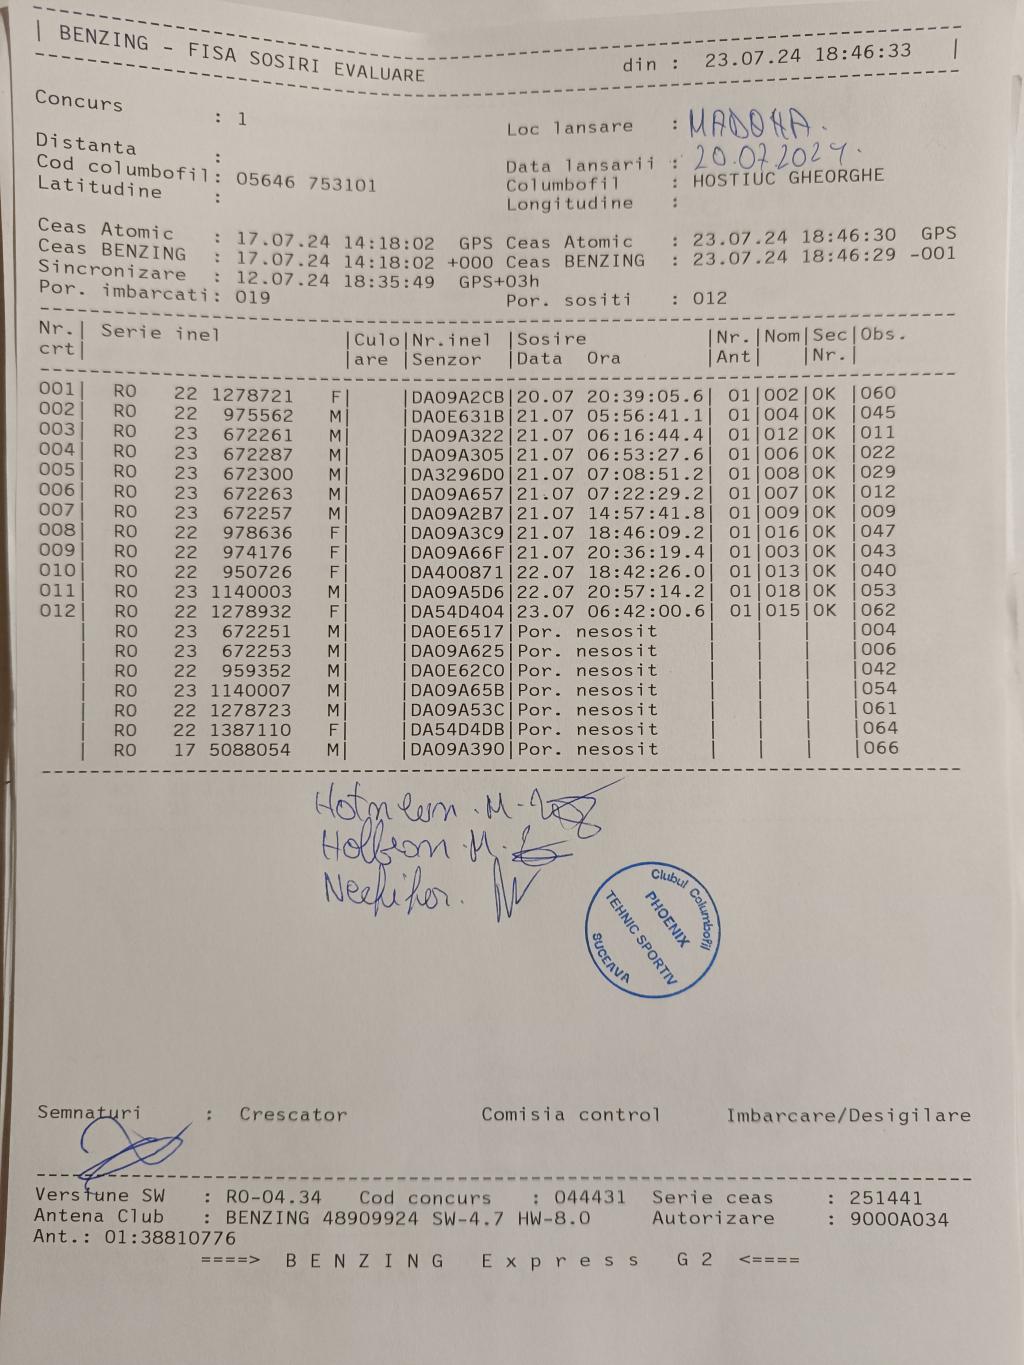 | BENZING - FISA SOSIRI EVALUARE din : 23.07.24 18:46:33 |
Concurs : 1 Loc lansare : MADONA.
Distanta : Data lansarii : 20.07.2024.
Cod columbofil: 05646 753101 Columbofil : HOSTIUC GHEORGHE
Latitudine : Longitudine :
Ceas Atomic : 17.07.24 14:18:02 GPS Ceas Atomic : 23.07.24 18:46:30 GPS
Ceas BENZING : 17.07.24 14:18:02 +000 Ceas BENZING : 23.07.24 18:46:29 -001
Sincronizare : 12.07.24 18:35:49 GPS+03h
Por. imbarcati: 019 Por. sositi : 012
Nr.| Serie inel |Culo|Nr.inel |Sosire |Nr.|Nom|Sec|Obs.
crt| |are |Senzor |Data Ora |Ant| |Nr.|
001| RO 22 1278721 F| |DA09A2CB|20.07 20:39:05.6| 01|002|OK |060
002| RO 22 975562 M| |DA0E631B|21.07 05:56:41.1| 01|004|OK |045
003| RO 23 672261 M| |DA09A322|21.07 06:16:44.4| 01|012|OK |011
004| RO 23 672287 M| |DA09A305|21.07 06:53:27.6| 01|006|OK |022
005| RO 23 672300 M| |DA3296D0|21.07 07:08:51.2| 01|008|OK |029
006| RO 23 672263 M| |DA09A657|21.07 07:22:29.2| 01|007|OK |012
007| RO 23 672257 M| |DA09A2B7|21.07 14:57:41.8| 01|009|OK |009
008| RO 22 978636 F| |DA09A3C9|21.07 18:46:09.2| 01|016|OK |047
009| RO 22 974176 F| |DA09A66F|21.07 20:36:19.4| 01|003|OK |043
010| RO 22 950726 F| |DA400871|22.07 18:42:26.0| 01|013|OK |040
011| RO 23 1140003 M| |DA09A5D6|22.07 20:57:14.2| 01|018|OK |053
012| RO 22 1278932 F| |DA54D404|23.07 06:42:00.6| 01|015|OK |062
| RO 23 672251 M| |DA0E6517|Por. nesosit | | | |004
| RO 23 672253 M| |DA09A625|Por. nesosit | | | |006
| RO 22 959352 M| |DA0E62C0|Por. nesosit | | | |042
| RO 23 1140007 M| |DA09A65B|Por. nesosit | | | |054
| RO 22 1278723 M| |DA09A53C|Por. nesosit | | | |061
| RO 22 1387110 F| |DA54D4DB|Por. nesosit | | | |064
| RO 17 5088054 M| |DA09A390|Por. nesosit | | | |066
Clubul Columbofil
PHOENIX
TEHNIC SPORTIV
SUCEAVA
Semnaturi : Crescator Comisia control Imbarcare/Desigilare
Versiune SW : RO-04.34 Cod concurs : 044431 Serie ceas : 251441
Antena Club : BENZING 48909924 SW-4.7 HW-8.0 Autorizare : 9000A034
Ant.: 01:38810776
====> B E N Z I N G E x p r e s s G 2 <====